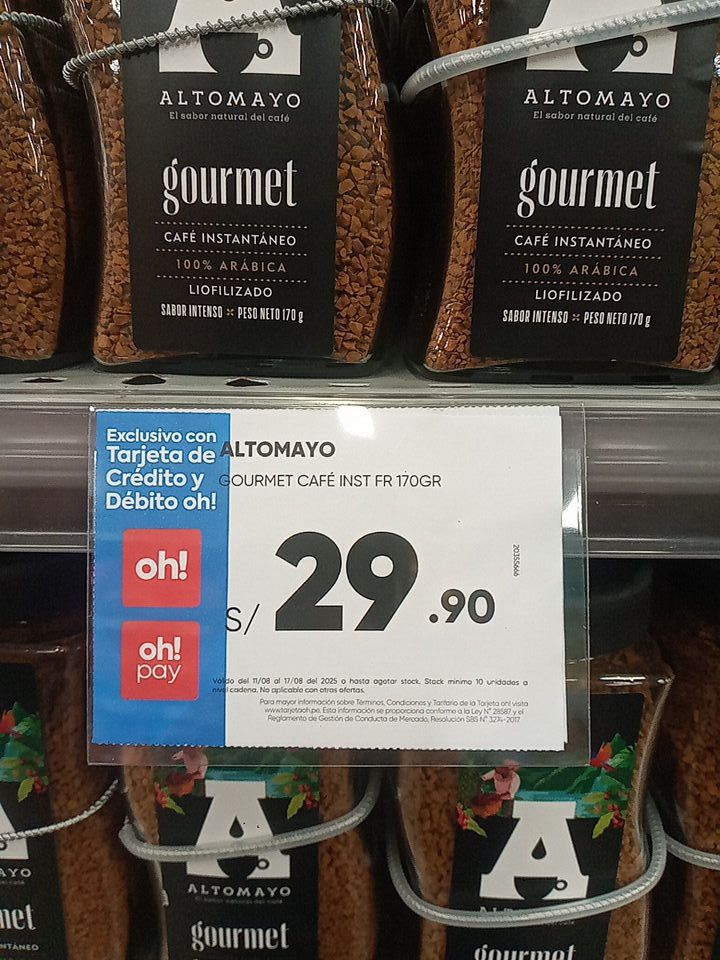 ALTOMAYO
El sabor natural del café
gourmet
CAFÉ INSTANTÁNEO
100% ARÁBICA
LIOFILIZADO
SABOR INTENSO PESO NETO 170 g
ALTOMAYO
El sabor natural del café
gourmet
CAFÉ INSTANTÁNEO
100% ARÁBICA
LIOFILIZADO
SABOR INTENSO PESO NETO 170 g
Exclusivo con
Tarjeta de
Crédito y
Débito oh!
oh!
oh!
pay
ALTOMAYO
GOURMET CAFÉ INST FR 170GR
S/ 29.90
20355666
Válido del 11/08 al 17/08 del 2025 o hasta agotar stock. Stock mínimo 10 unidades a
nivel cadena. No aplicable con otras ofertas.
Para mayor información sobre Términos, Condiciones y Tarifario de la Tarjeta oh! visita
www.tarjetaoh.pe. Esta información se proporciona conforme a la Ley N° 28587 y el
Reglamento de Gestión de Conducta de Mercado, Resolución SBS N° 3274-2017.
ALTOMAYO
El sabor natural del café
gourmet
A
gourmet
AYO
met
NTÁNEO